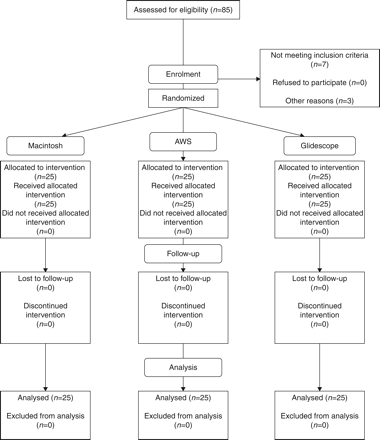 Assessed for eligibility (n=85)
Not meeting inclusion criteria
(n=7)
Refused to participate (n=0)
Other reasons (n=3)
Enrolment
Randomized
Macintosh
AWS
Glidescope
Allocated to intervention
(n=25)
Received allocated
intervention
(n=25)
Did not received allocated
intervention
(n=0)
Allocated to intervention
(n=25)
Received allocated
intervention
(n=25)
Did not received allocated
intervention
(n=0)
Allocated to intervention
(n=25)
Received allocated
intervention
(n=25)
Did not received allocated
intervention
(n=0)
Follow-up
Lost to follow-up
(n=0)
Discontinued
intervention
(n=0)
Lost to follow-up
(n=0)
Discontinued
intervention
(n=0)
Lost to follow-up
(n=0)
Discontinued
intervention
(n=0)
Analysis
Analysed (n=25)
Excluded from analysis
(n=0)
Analysed (n=25)
Excluded from analysis
(n=0)
Analysed (n=25)
Excluded from analysis
(n=0)